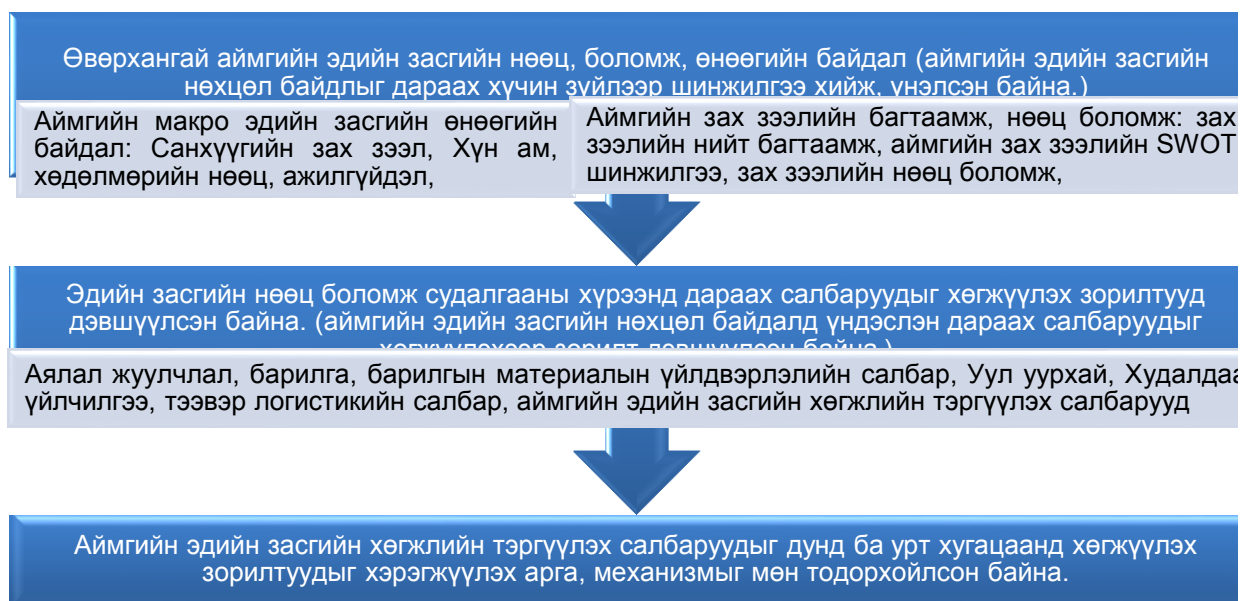 Өвөрхангай аймгийн эдийн засгийн нөөц, боломж, өнөөгийн байдал (аймгийн эдийн засгийн
нөхцөл байдлыг дараах хүчин зүйлээр шинжилгээ хийж, үнэлсэн байна.)
Аймгийн макро эдийн засгийн өнөөгийн
байдал: Санхүүгийн зах зээл, Хүн ам,
хөдөлмөрийн нөөц, ажилгүйдэл,
Аймгийн зах зээлийн багтаамж, нөөц боломж: зах
зээлийн нийт багтаамж, аймгийн зах зээлийн SWOT
шинжилгээ, зах зээлийн нөөц боломж,
Эдийн засгийн нөөц боломж судалгааны хүрээнд дараах салбаруудыг хөгжүүлэх зорилтууд
дэвшүүлсэн байна. (аймгийн эдийн засгийн нөхцөл байдалд үндэслэн дараах салбаруудыг
хөгжүүлэхээр зорилт дэвшүүлсэн байна.)
Аялал жуулчлал, барилга, барилгын материалын үйлдвэрлэлийн салбар, Уул уурхай, Худалдаа
үйлчилгээ, тээвэр логистикийн салбар, аймгийн эдийн засгийн хөгжлийн тэргүүлэх салбарууд
Аймгийн эдийн засгийн хөгжлийн тэргүүлэх салбаруудыг дунд ба урт хугацаанд хөгжүүлэх
зорилтуудыг хэрэгжүүлэх арга, механизмыг мөн тодорхойлсон байна.